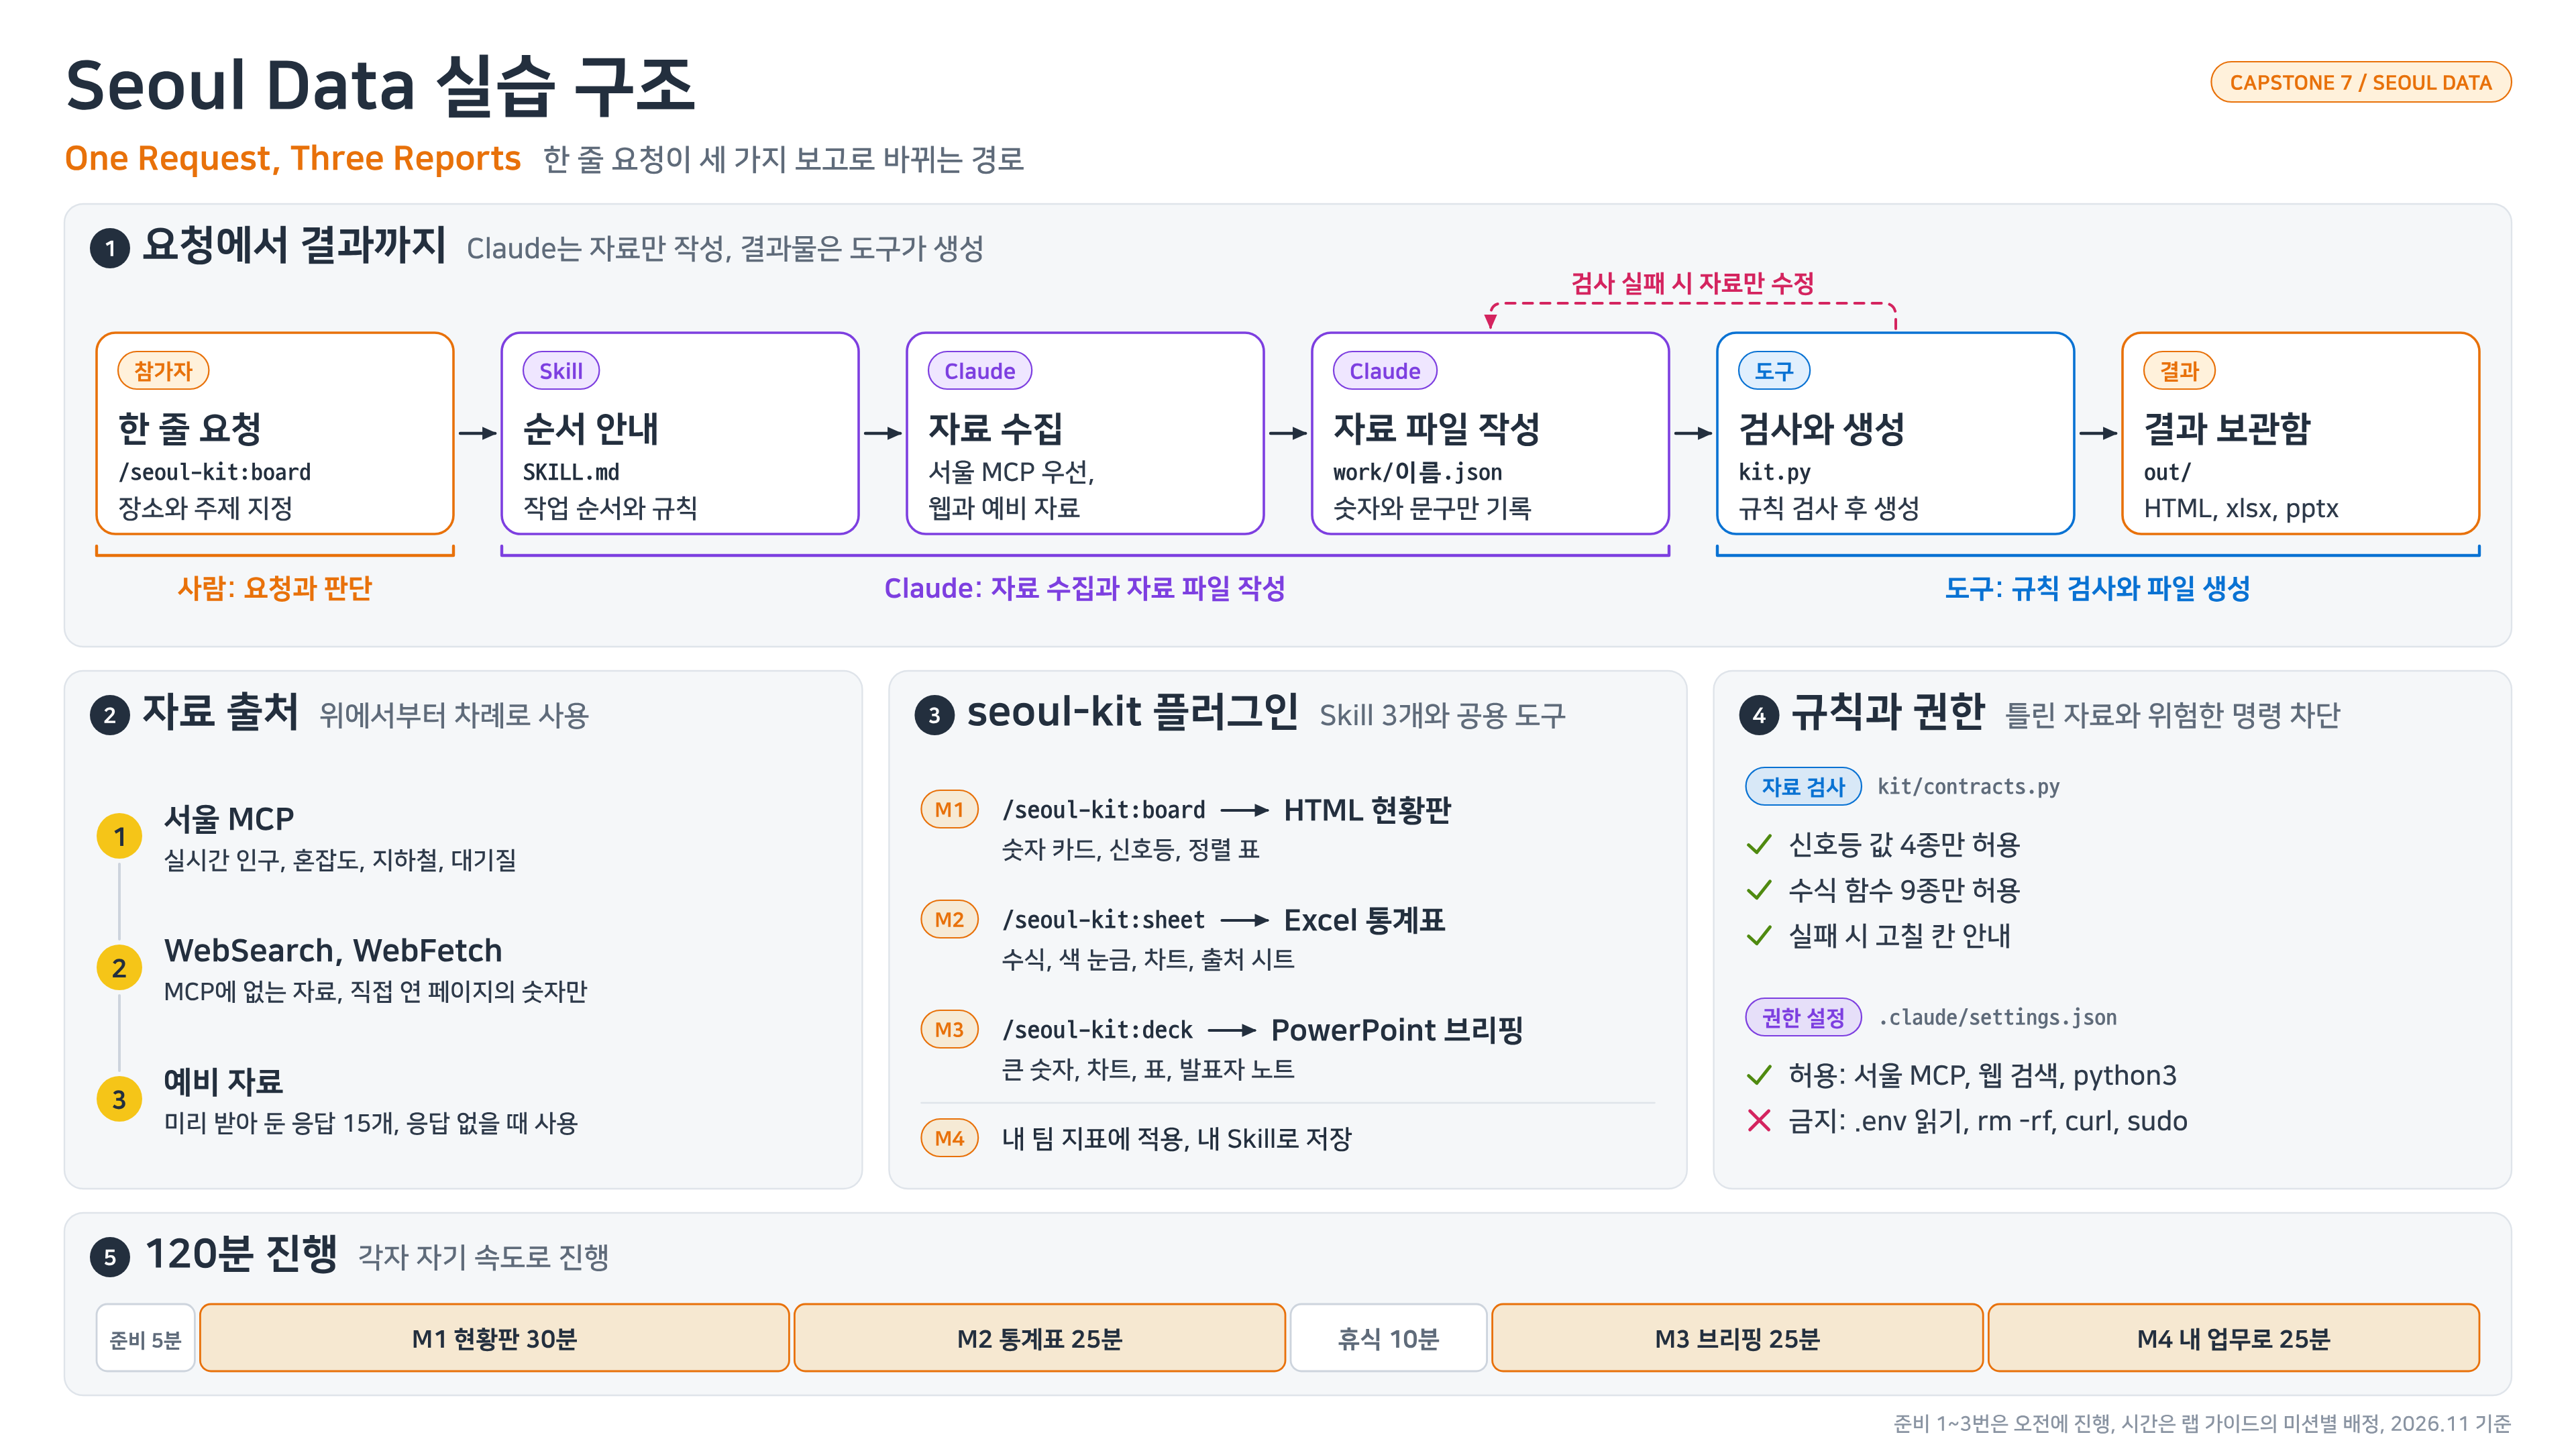 Seoul Data 실습 구조
CAPSTONE 7 / SEOUL DATA
One Request, Three Reports 한 줄 요청이 세 가지 보고로 바뀌는 경로
1 요청에서 결과까지 Claude는 자료만 작성, 결과물은 도구가 생성
검사 실패 시 자료만 수정
참가자
한 줄 요청
/seoul-kit:board
장소와 주제 지정
Skill
순서 안내
SKILL.md
작업 순서와 규칙
Claude
자료 수집
서울 MCP 우선,
웹과 예비 자료
Claude
자료 파일 작성
work/이름.json
숫자와 문구만 기록
도구
검사와 생성
kit.py
규칙 검사 후 생성
결과
결과 보관함
out/
HTML, xlsx, pptx
사람: 요청과 판단
Claude: 자료 수집과 자료 파일 작성
도구: 규칙 검사와 파일 생성
2 자료 출처 위에서부터 차례로 사용
1 서울 MCP
실시간 인구, 혼잡도, 지하철, 대기질
2 WebSearch, WebFetch
MCP에 없는 자료, 직접 연 페이지의 숫자만
3 예비 자료
미리 받아 둔 응답 15개, 응답 없을 때 사용
3 seoul-kit 플러그인 Skill 3개와 공용 도구
M1 /seoul-kit:board HTML 현황판
숫자 카드, 신호등, 정렬 표
M2 /seoul-kit:sheet Excel 통계표
수식, 색 눈금, 차트, 출처 시트
M3 /seoul-kit:deck PowerPoint 브리핑
큰 숫자, 차트, 표, 발표자 노트
M4 내 팀 지표에 적용, 내 Skill로 저장
4 규칙과 권한 틀린 자료와 위험한 명령 차단
자료 검사 kit/contracts.py
신호등 값 4종만 허용
수식 함수 9종만 허용
실패 시 고칠 칸 안내
권한 설정 .claude/settings.json
허용: 서울 MCP, 웹 검색, python3
금지: .env 읽기, rm -rf, curl, sudo
5 120분 진행 각자 자기 속도로 진행
준비 5분
M1 현황판 30분
M2 통계표 25분
휴식 10분
M3 브리핑 25분
M4 내 업무로 25분
준비 1~3번은 오전에 진행, 시간은 랩 가이드의 미션별 배정, 2026.11 기준